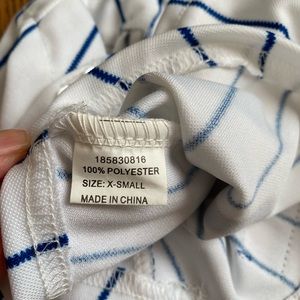 185830816
100% POLYESTER
SIZE: X-SMALL
MADE IN CHINA